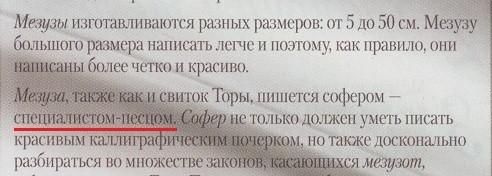 Мезузы изготавливаются разных размеров: от 5 до 50 см. Мезузу
большого размера написать легче и поэтому, как правило, они
написаны более четко и красиво.
Мезуза, также как и свиток Торы, пишется софером —
специалистом-песцом. Софер не только должен уметь писать
красивым каллиграфическим почерком, но также досконально
разбираться во множестве законов, касающихся мезузот,